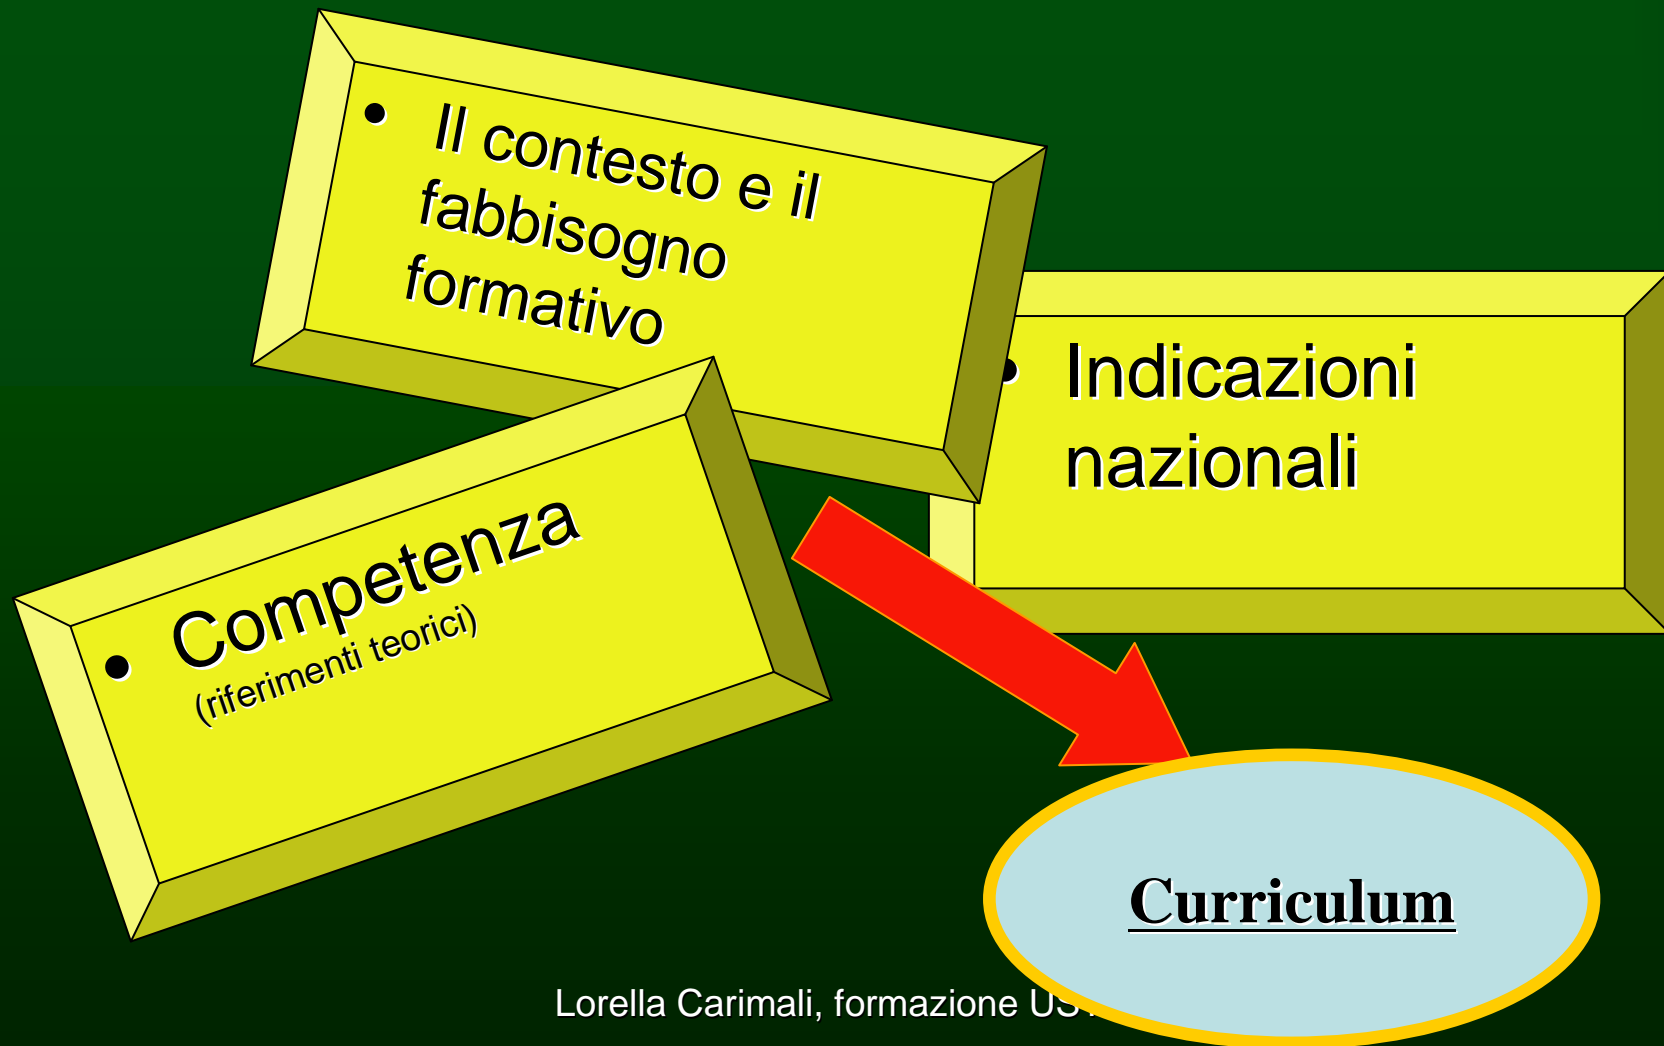 • Il contesto e il
fabbisogno
formativo
• Indicazioni
nazionali
• Competenza
(riferimenti teorici)
Curriculum
Lorella Carimali, formazione